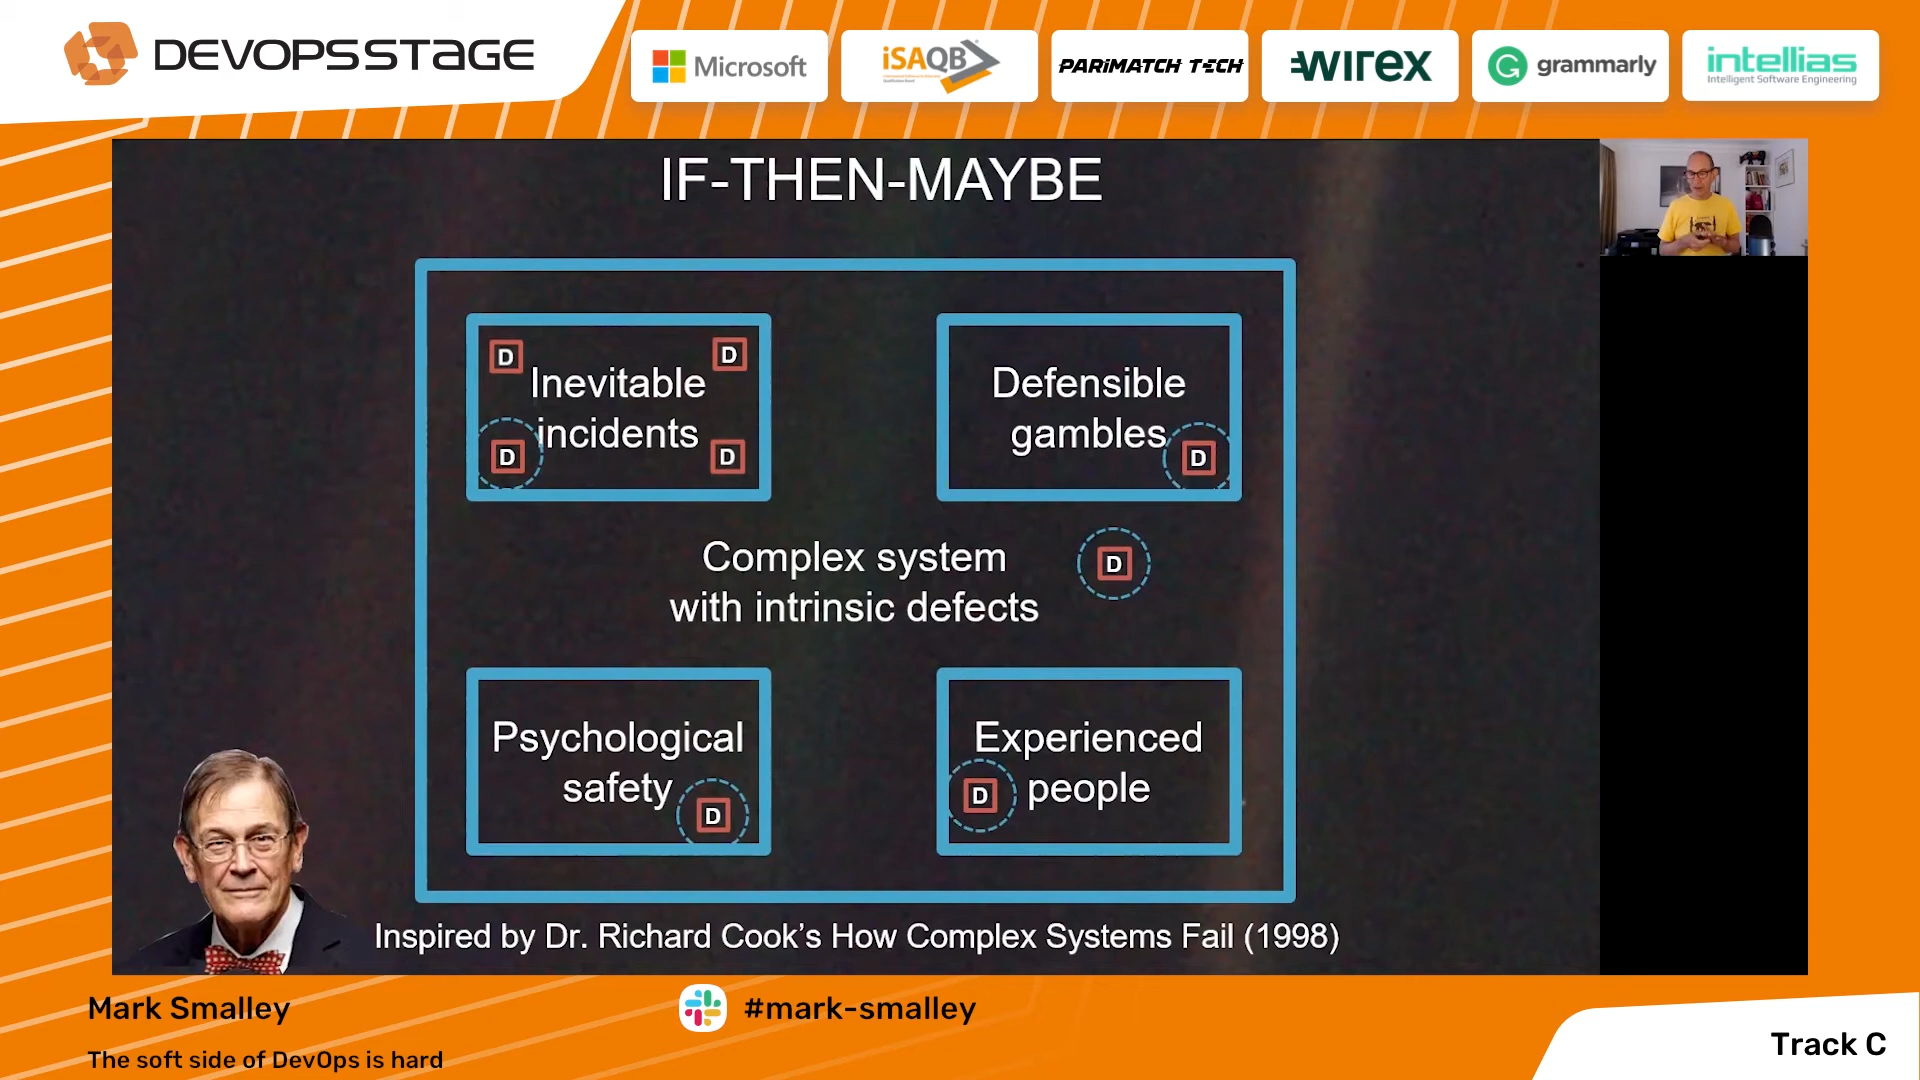 DEVOPSSTAGE
Microsoft
iSAQB
PARIMATCH TECH
WIREX
grammarly
intellias
Intelligent Software Engineering
IF-THEN-MAYBE
D
D
Inevitable
incidents
D
D
Defensible
gambles
D
Complex system
with intrinsic defects
D
Psychological
safety
D
Experienced
people
D
Inspired by Dr. Richard Cook's How Complex Systems Fail (1998)
Mark Smalley
#mark-smalley
The soft side of DevOps is hard
Track C